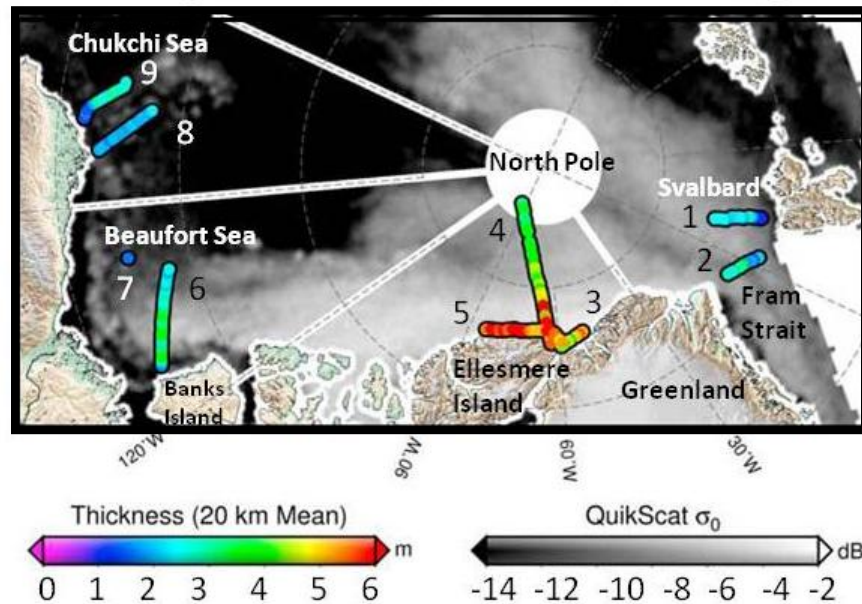 Chukchi Sea
9
8
North Pole
Svalbard
1
4
Beaufort Sea
2
7
6
Fram
Strait
5
3
Ellesmere
Island
Greenland
Banks
Island
120°W
90°W
60°W
30°W
Thickness (20 km Mean)
QuikScat σ₀
m
dB
0 1 2 3 4 5 6
-14 -12 -10 -8 -6 -4 -2